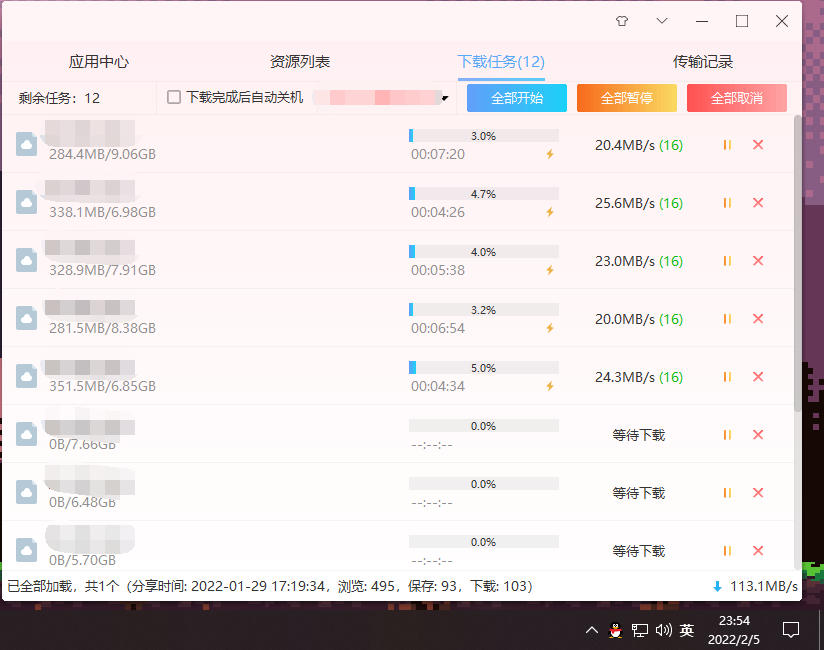 应用中心 资源列表 下载任务(12) 传输记录
剩余任务：12 下载完成后自动关机 全部开始 全部暂停 全部取消
3.0%
284.4MB/9.06GB 00:07:20 20.4MB/s (16)
4.7%
338.1MB/6.98GB 00:04:26 25.6MB/s (16)
4.0%
328.9MB/7.91GB 00:05:38 23.0MB/s (16)
3.2%
281.5MB/8.38GB 00:06:54 20.0MB/s (16)
5.0%
351.5MB/6.85GB 00:04:34 24.3MB/s (16)
0.0%
0B/7.66GB --:--:-- 等待下载
0.0%
0B/6.48GB --:--:-- 等待下载
0.0%
0B/5.70GB --:--:-- 等待下载
已全部加载，共1个（分享时间: 2022-01-29 17:19:34，浏览: 495，保存: 93，下载: 103） 113.1MB/s
英 23:54
2022/2/5